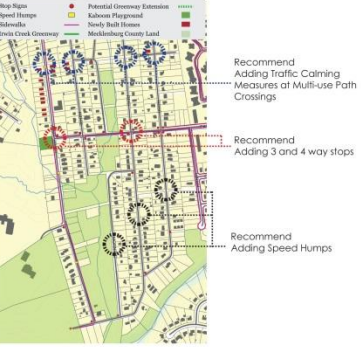 Stop Signs
Speed Humps
Sidewalks
Irwin Creek Greenway
Potential Greenway Extension
Kaboom Playground
Newly Built Homes
Mecklenburg County Land
Recommend
Adding Traffic Calming
Measures at Multi-use Path
Crossings
Recommend
Adding 3 and 4 way stops
Recommend
Adding Speed Humps